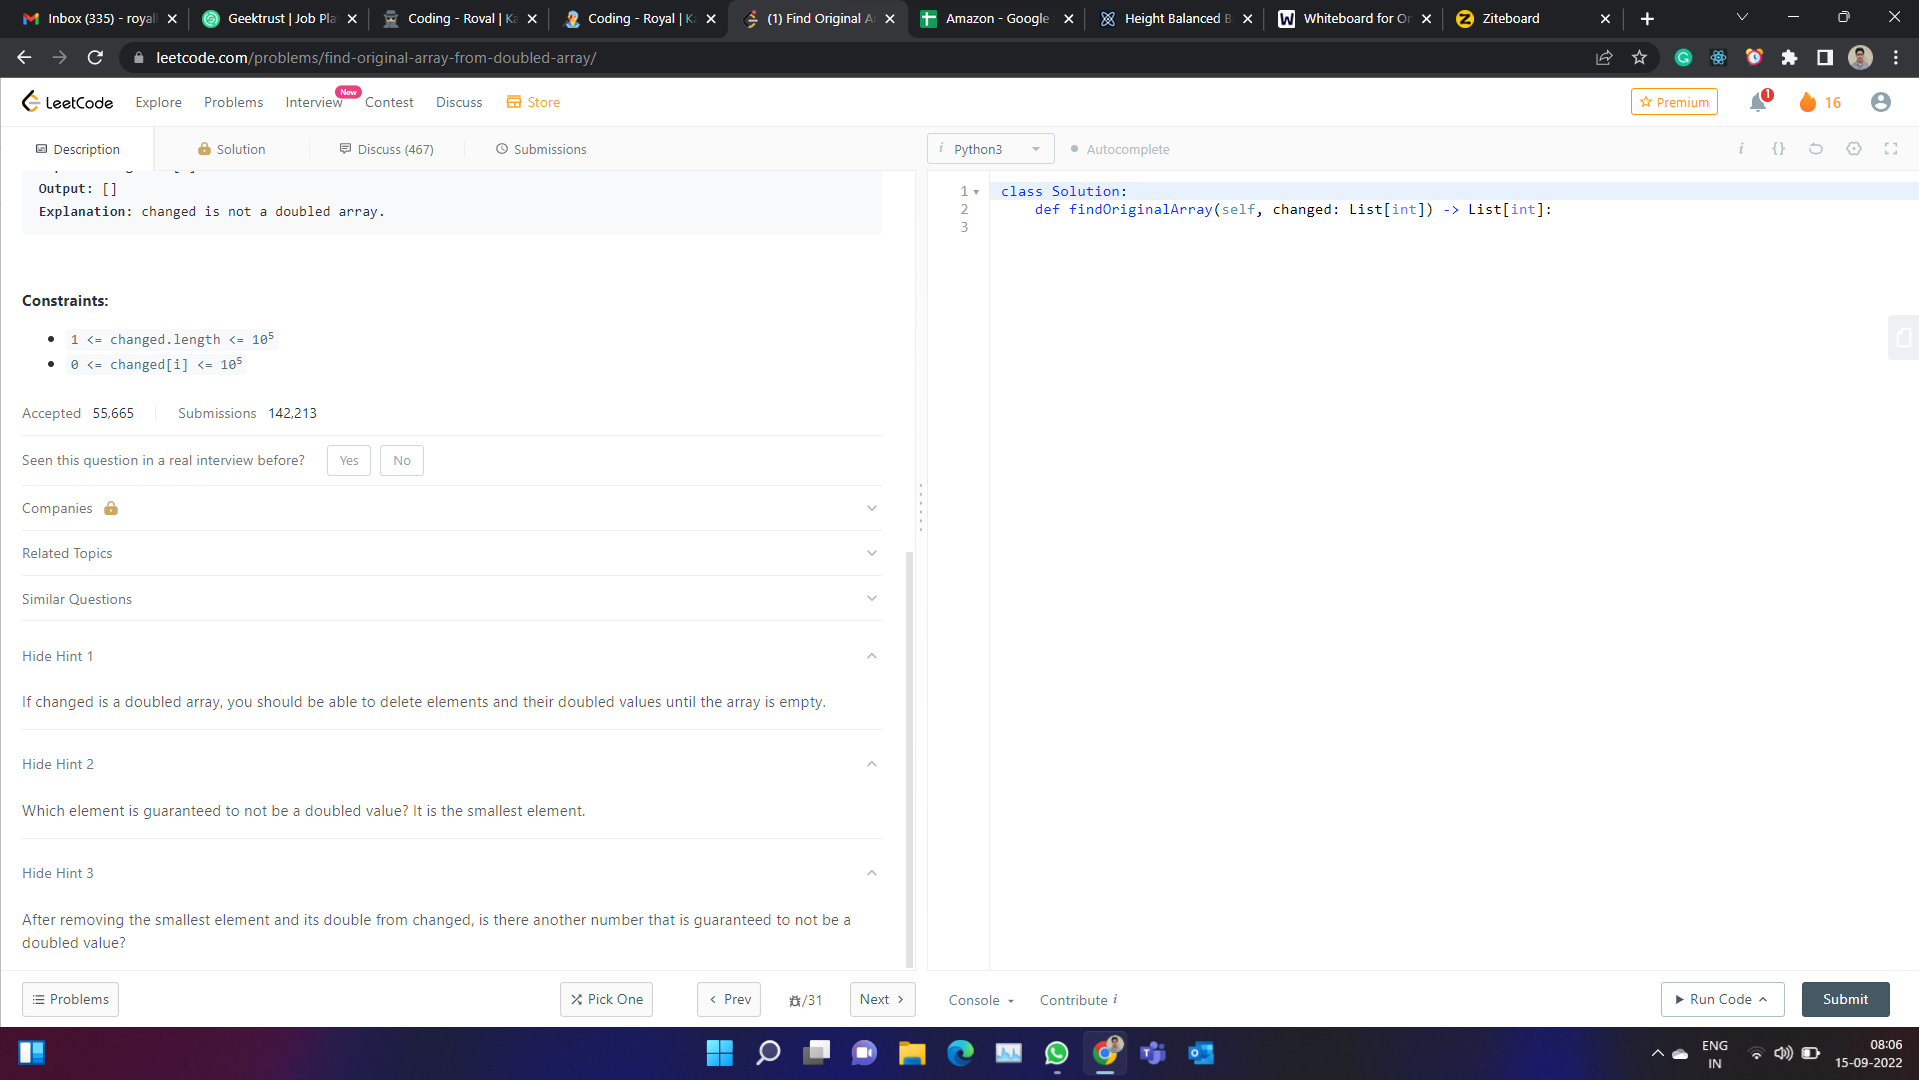 Inbox (335) - royall
Geektrust | Job Pla
Coding - Royal | Ka
Coding - Royal | Ka
(1) Find Original A
Amazon - Google S
Height Balanced B
Whiteboard for Or
Ziteboard
leetcode.com/problems/find-original-array-from-doubled-array/
LeetCode
Explore
Problems
Interview
New
Contest
Discuss
Store
Premium
1
16
Description
Solution
Discuss (467)
Submissions
i Python3
Autocomplete
i
{}
Output: []
Explanation: changed is not a doubled array.
Constraints:
1 <= changed.length <= 10⁵
0 <= changed[i] <= 10⁵
Accepted 55,665
Submissions 142,213
Seen this question in a real interview before?
Yes
No
Companies
Related Topics
Similar Questions
Hide Hint 1
If changed is a doubled array, you should be able to delete elements and their doubled values until the array is empty.
Hide Hint 2
Which element is guaranteed to not be a doubled value? It is the smallest element.
Hide Hint 3
After removing the smallest element and its double from changed, is there another number that is guaranteed to not be a
doubled value?
1 class Solution:
2 def findOriginalArray(self, changed: List[int]) -> List[int]:
3
Problems
Pick One
Prev
/31
Next
Console
Contribute i
Run Code
Submit
ENG
IN
08:06
15-09-2022